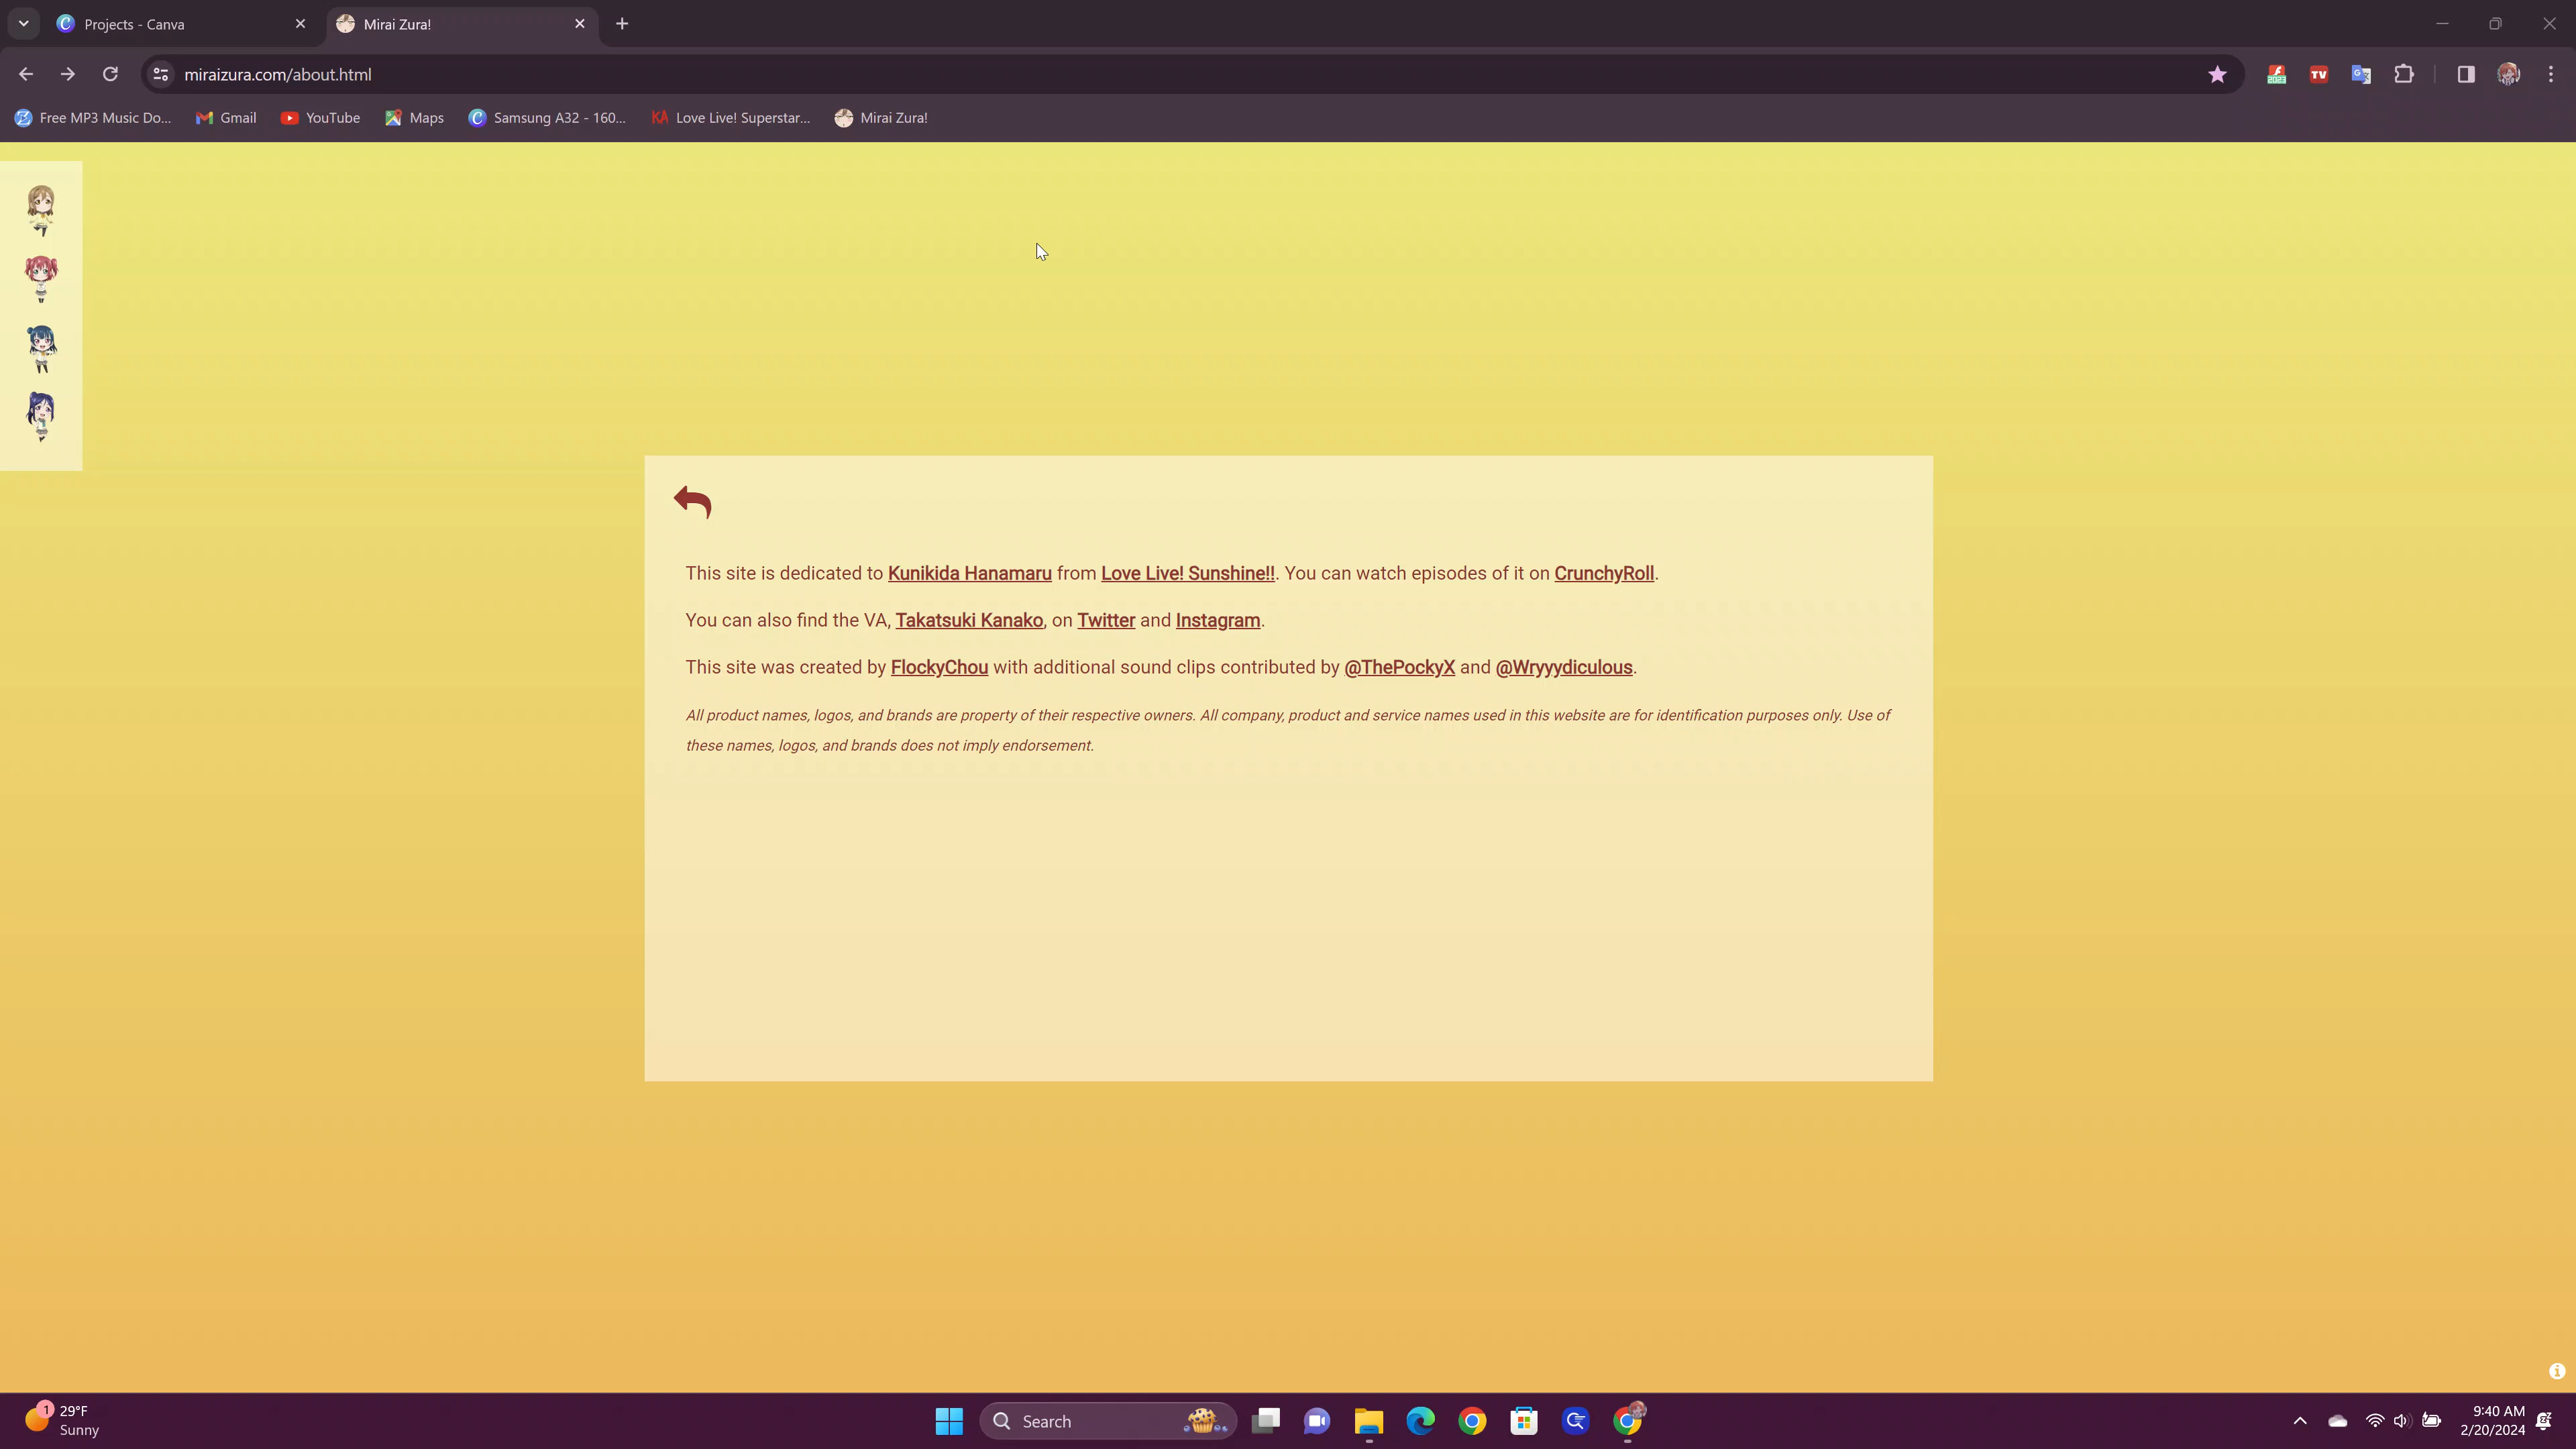 Projects - Canva
Mirai Zura!
miraizura.com/about.html
2023
TV
Free MP3 Music Do...
Gmail
YouTube
Maps
Samsung A32 - 160...
KA Love Live! Superstar...
Mirai Zura!
This site is dedicated to Kunikida Hanamaru from Love Live! Sunshine!!. You can watch episodes of it on CrunchyRoll.
You can also find the VA, Takatsuki Kanako, on Twitter and Instagram.
This site was created by FlockyChou with additional sound clips contributed by @ThePockyX and @Wryyydiculous.
All product names, logos, and brands are property of their respective owners. All company, product and service names used in this website are for identification purposes only. Use of
these names, logos, and brands does not imply endorsement.
1
29°F
Sunny
Search
9:40 AM
2/20/2024